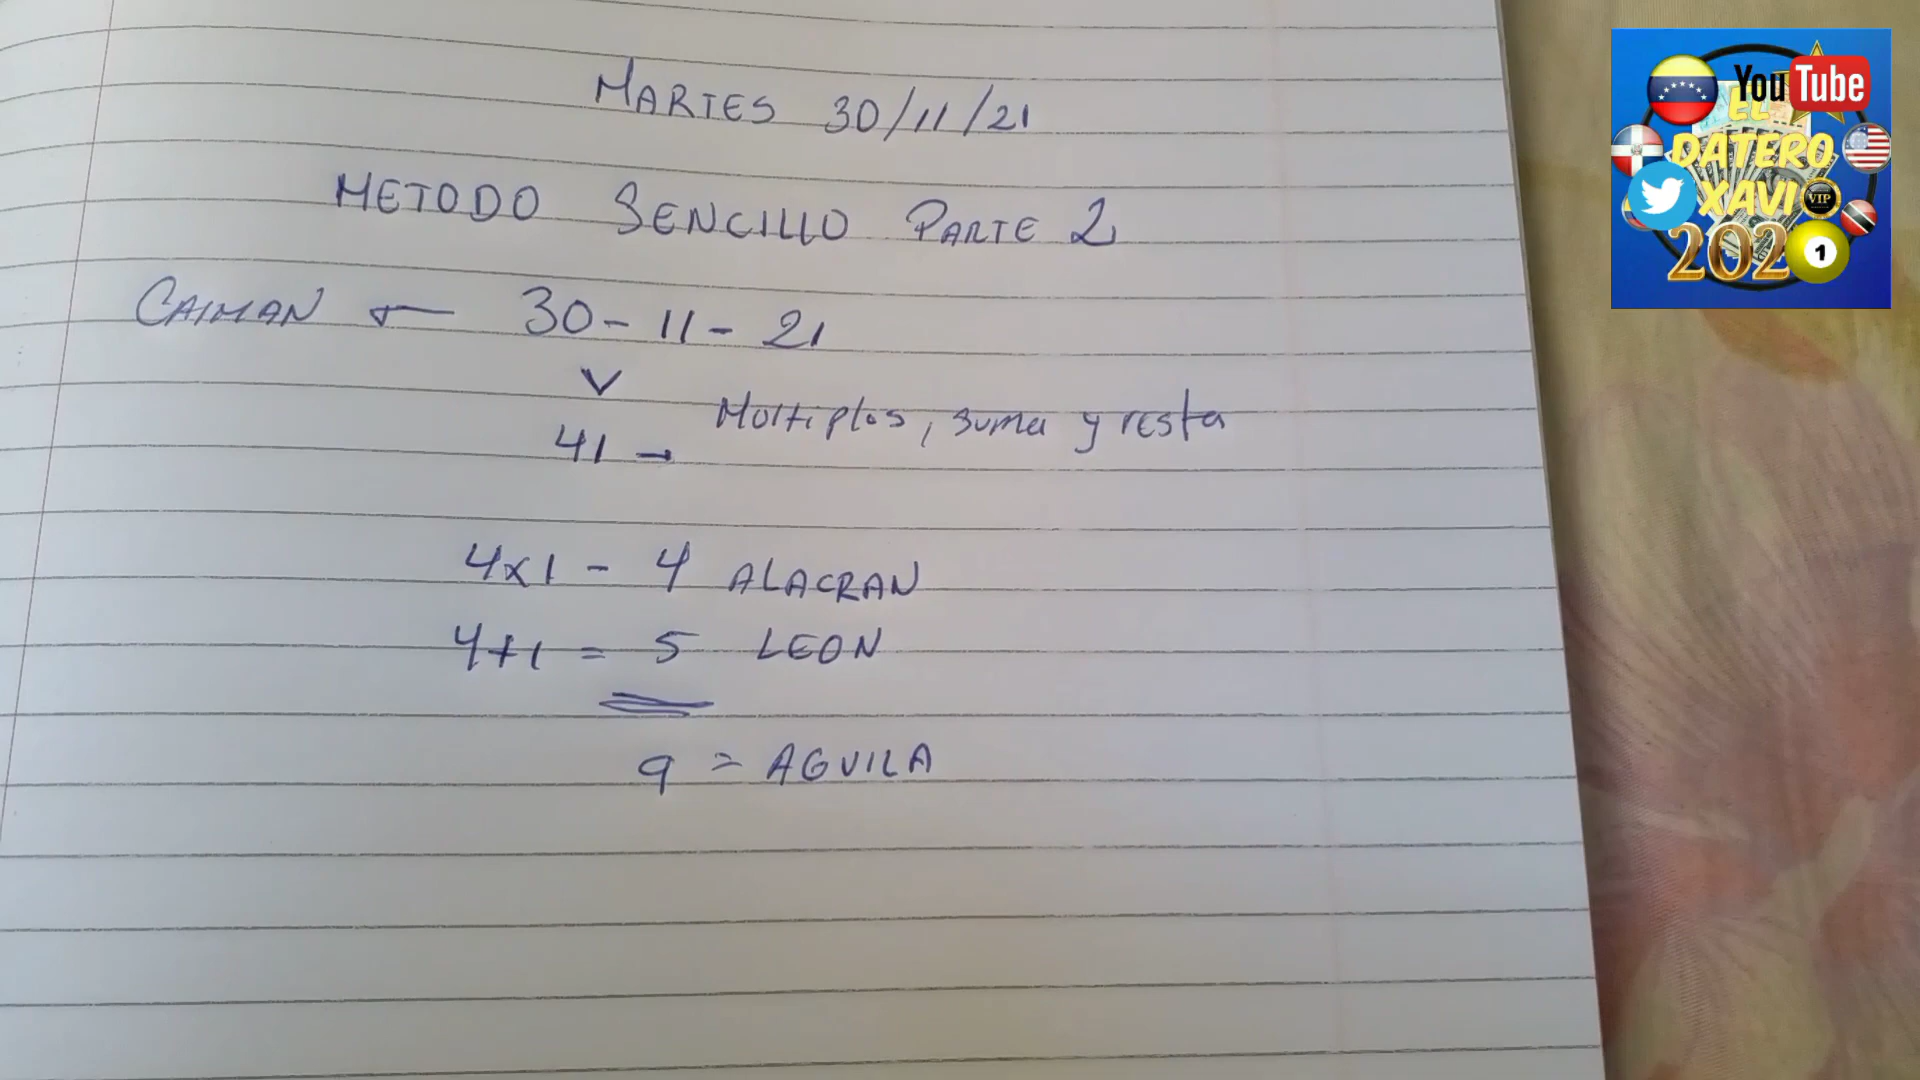 MARTES 30/11/21
METODO SENCILLO PARTE 2
CAIMAN ← 30-11-21
41 → Multiplos, suma y resta
4x1 - 4 ALACRAN
4+1 = 5 LEON
9 = AGUILA
YouTube
EL
DATERO
XAVI VIP
2021